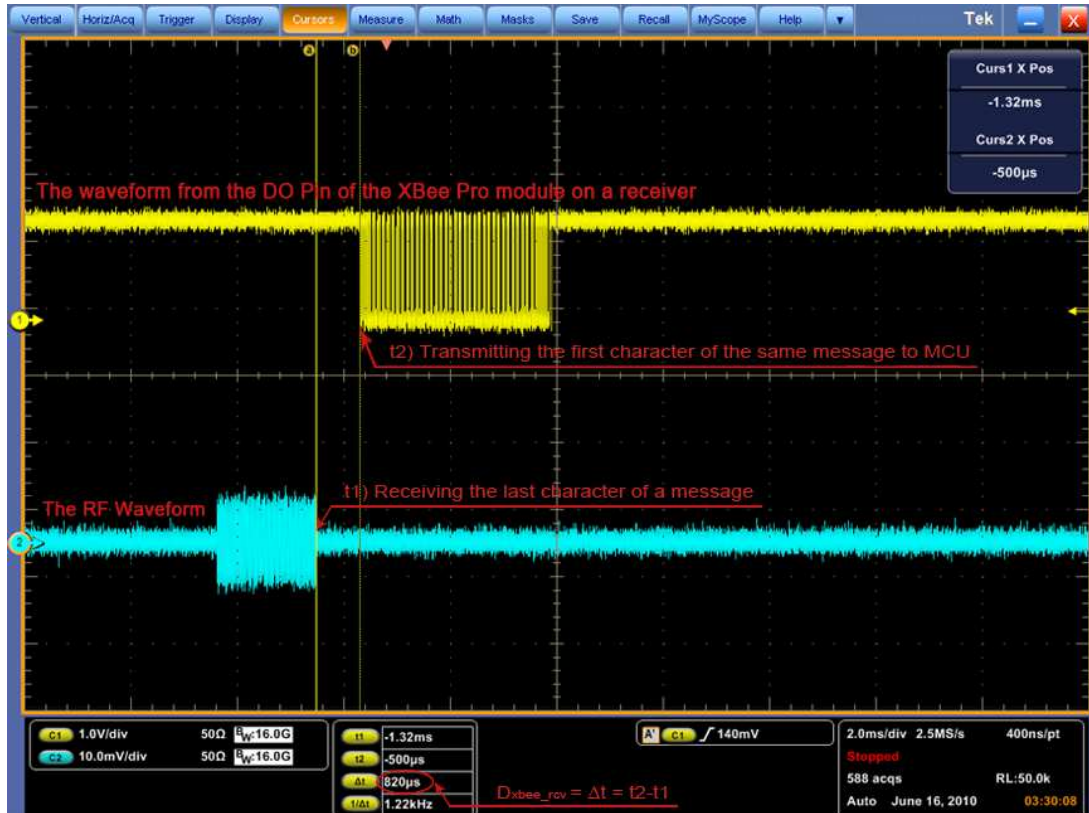 Vertical Horiz/Acq Trigger Display Cursors Measure Math Masks Save Recall MyScope Help Tek X
a b
Curs1 X Pos
-1.32ms
Curs2 X Pos
-500µs
The waveform from the DO Pin of the XBee Pro module on a receiver
1
t2) Transmitting the first character of the same message to MCU
t1) Receiving the last character of a message
The RF Waveform
2
C1 1.0V/div 50Ω BW:16.0G
C2 10.0mV/div 50Ω BW:16.0G
t1 -1.32ms
t2 -500µs
Δt 820µs
1/Δt 1.22kHz
Dxbee_rcv = Δt = t2-t1
A' C1 140mV
2.0ms/div 2.5MS/s 400ns/pt
Stopped
588 acqs RL:50.0k
Auto June 16, 2010 03:30:08